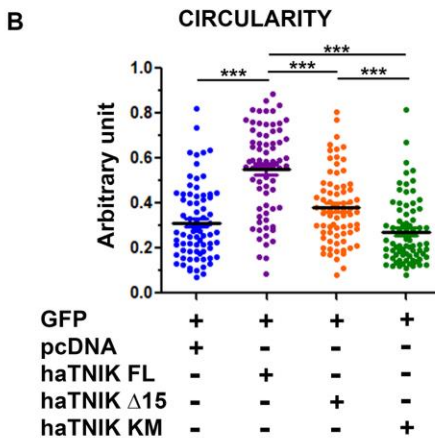 B
CIRCULARITY
***
*** *** ***
Arbitrary unit
1.0
0.8
0.6
0.4
0.2
0.0
GFP + + + +
pcDNA + - - -
haTNIK FL - + - -
haTNIK Δ15 - - + -
haTNIK KM - - - +